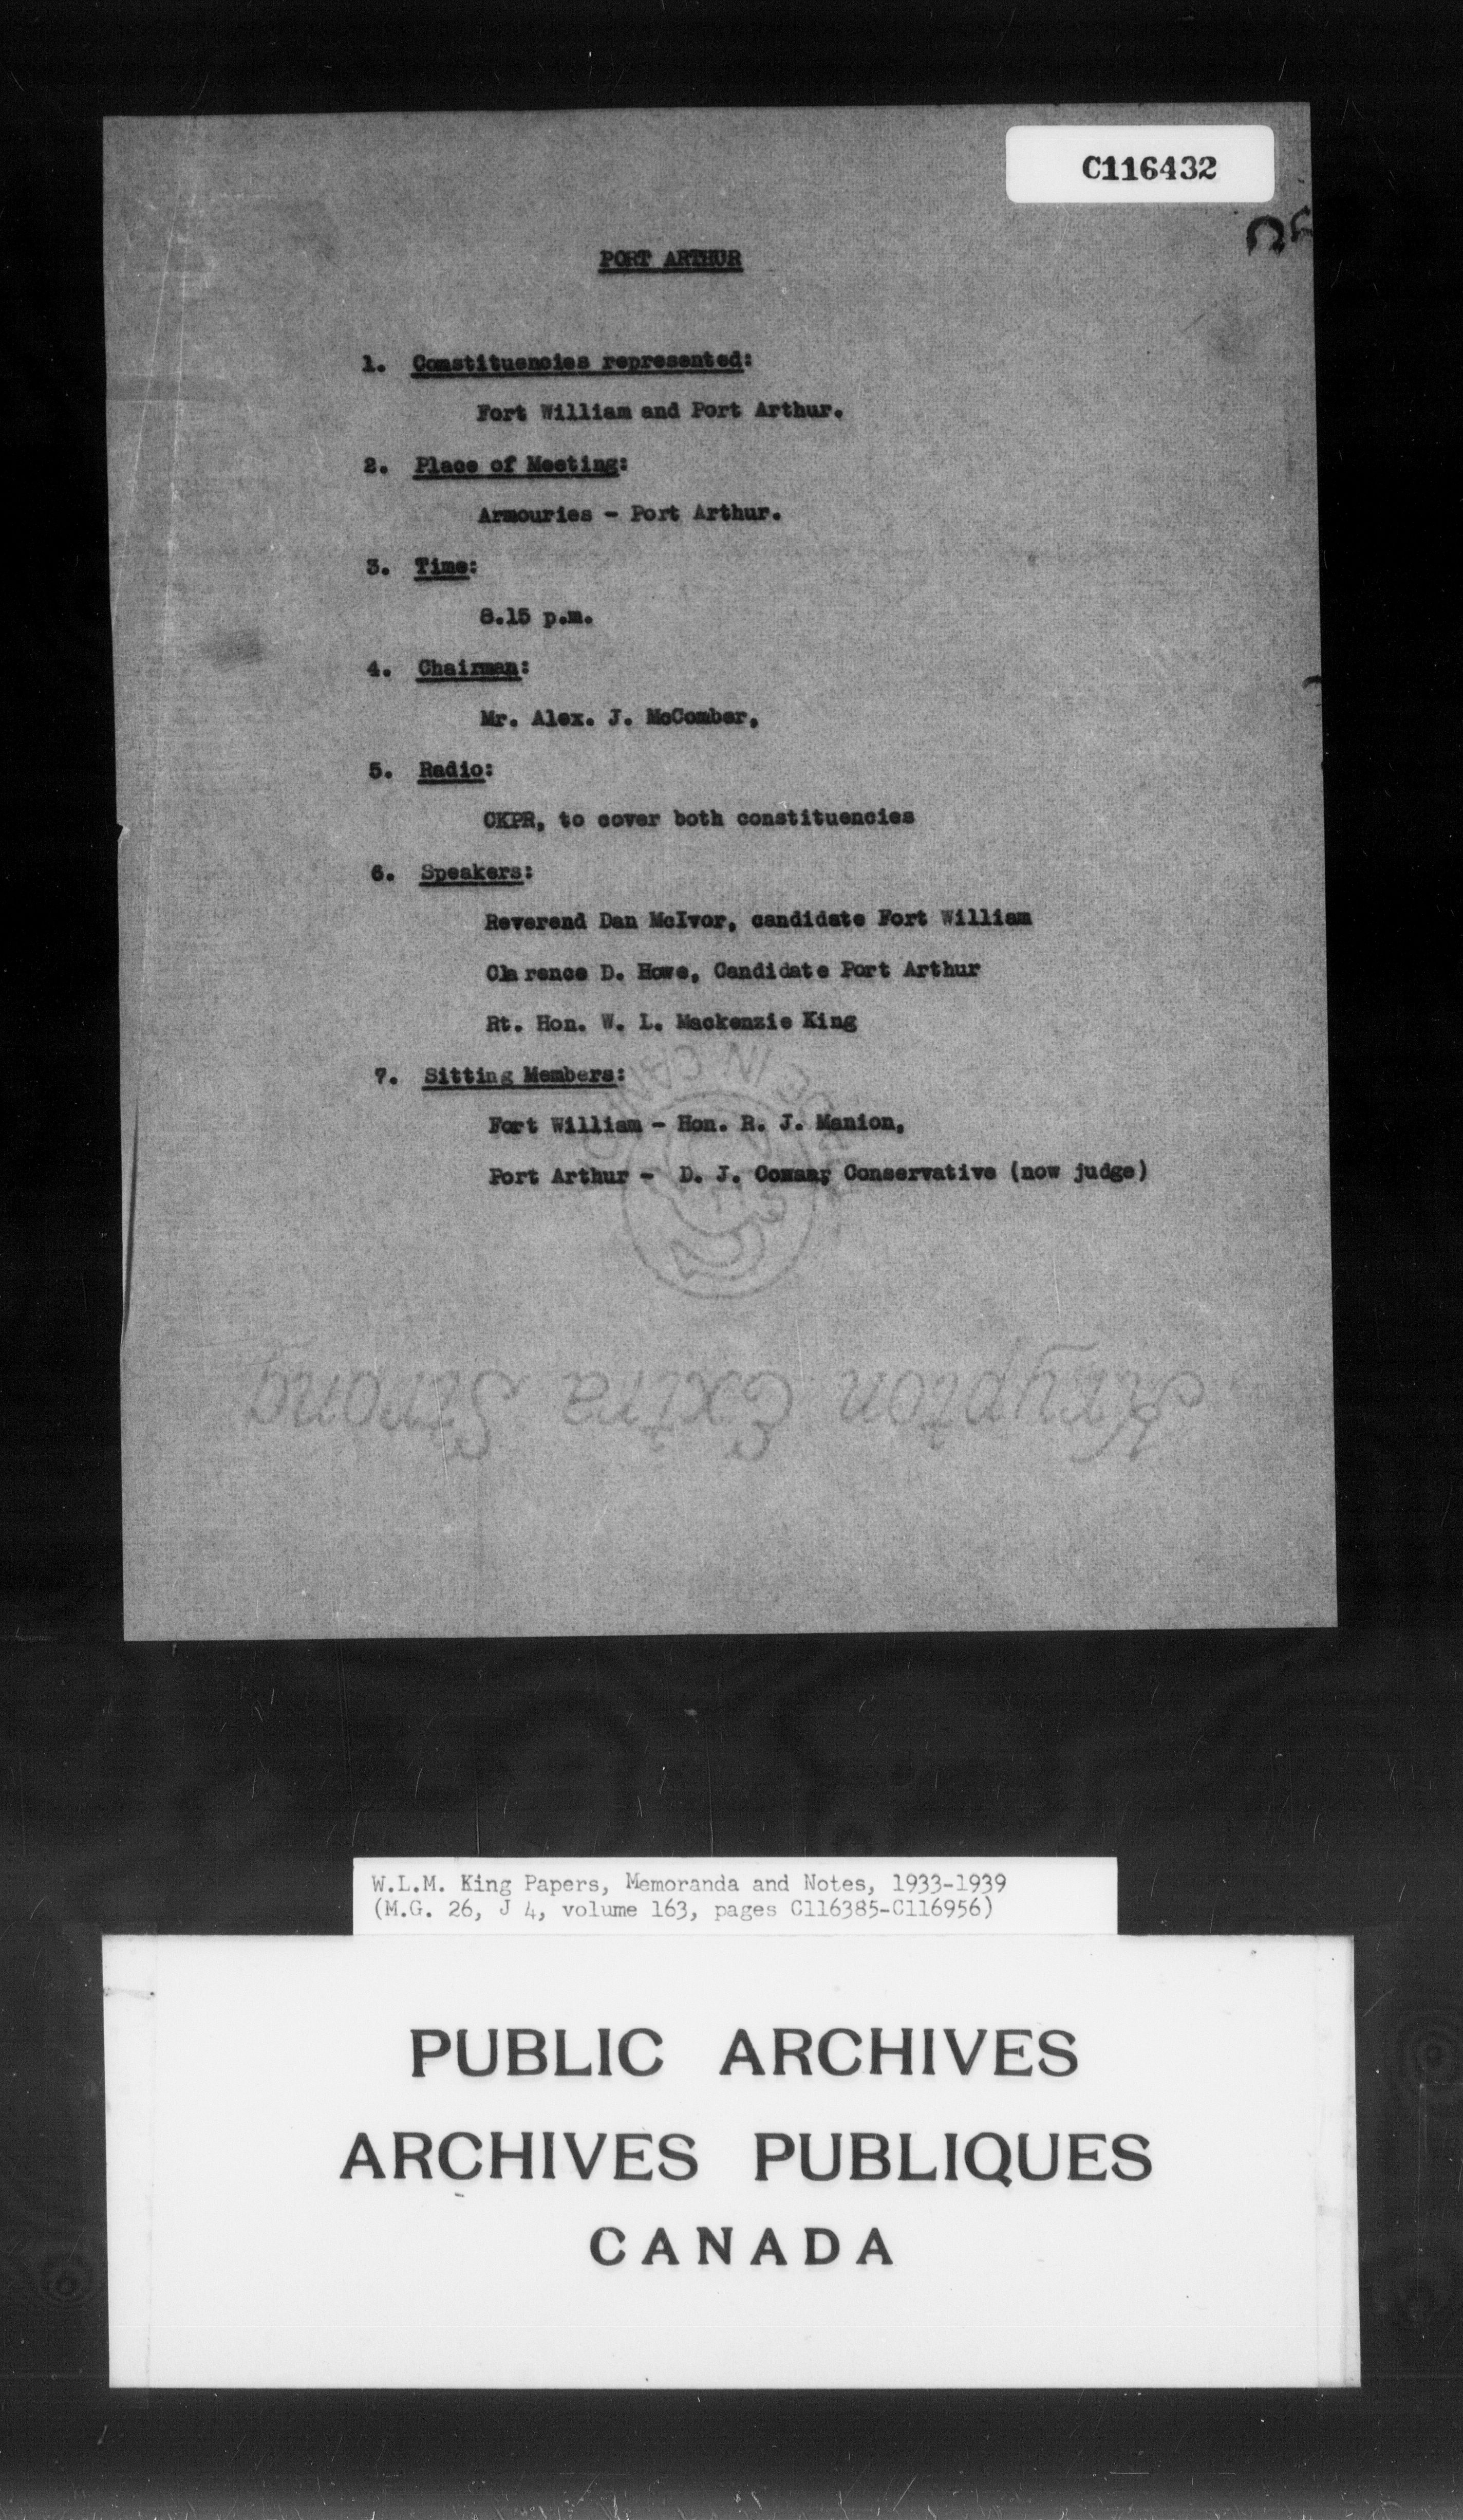 C116432
PORT ARTHUR
1. Constituencies represented:
Fort William and Port Arthur.
2. Place of Meeting:
Armouries - Port Arthur.
3. Time:
8.15 p.m.
4. Chairman:
Mr. Alex. J. McComber,
5. Radio:
CKPR, to cover both constituencies
6. Speakers:
Reverend Dan McIvor, candidate Fort William
Clarence D. Howe, Candidate Port Arthur
Rt. Hon. W. L. Mackenzie King
7. Sitting Members:
Fort William - Hon. R. J. Manion,
Port Arthur - D. J. Conservative (now judge)
Krypton Extra Strong
W.L.M. King Papers, Memoranda and Notes, 1933-1939
(M.G. 26, J 4, volume 163, pages C116385-C116956)
PUBLIC ARCHIVES
ARCHIVES PUBLIQUES
CANADA